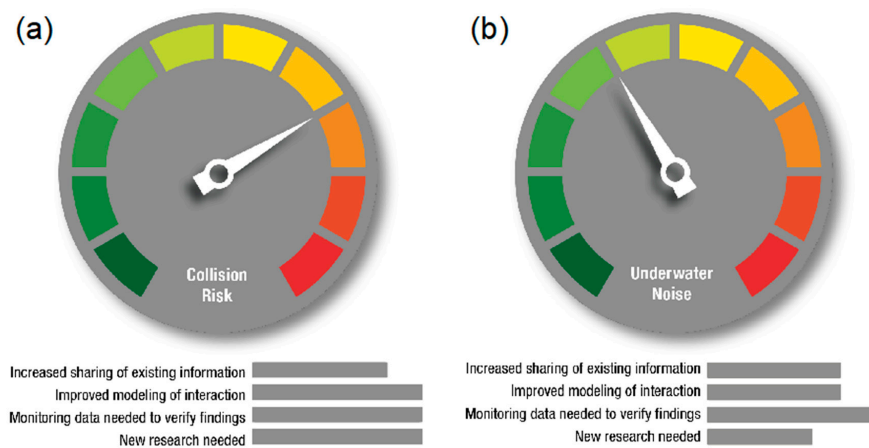 (a)
Collision
Risk
Increased sharing of existing information
Improved modeling of interaction
Monitoring data needed to verify findings
New research needed
(b)
Underwater
Noise
Increased sharing of existing information
Improved modeling of interaction
Monitoring data needed to verify findings
New research needed